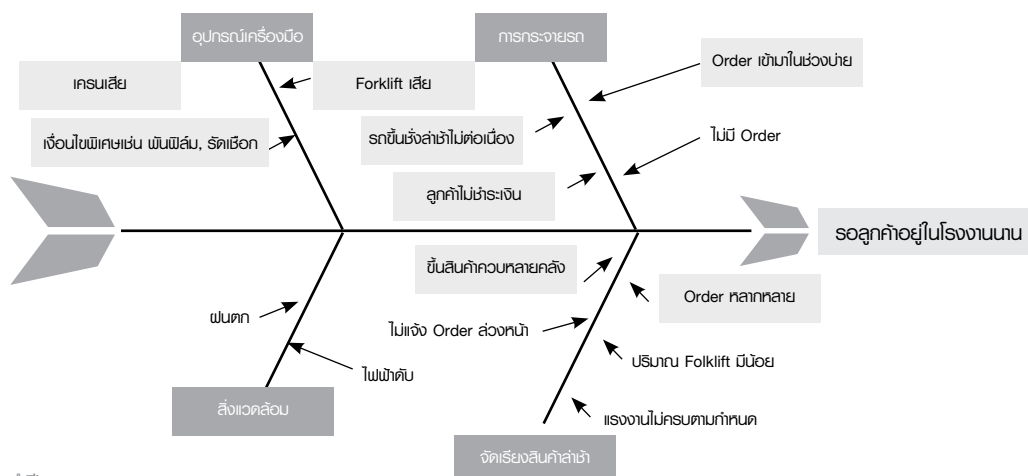 อุปกรณ์เครื่องมือ
การกระจายรถ
เครนเสีย
Forklift เสีย
Order เข้ามาในช่วงบ่าย
เงื่อนไขพิเศษเช่น พันฟิล์ม, รัดเชือก
รถขึ้นชั่งล่าช้าไม่ต่อเนื่อง
ไม่มี Order
ลูกค้าไม่ชำระเงิน
รอลูกค้าอยู่ในโรงงานนาน
ขึ้นสินค้าควบหลายคลัง
Order หลากหลาย
ฝนตก
ไม่แจ้ง Order ล่วงหน้า
ไฟฟ้าดับ
ปริมาณ Folklift มีน้อย
สิ่งแวดล้อม
แรงงานไม่ครบตามกำหนด
จัดเรียงสินค้าล่าช้า